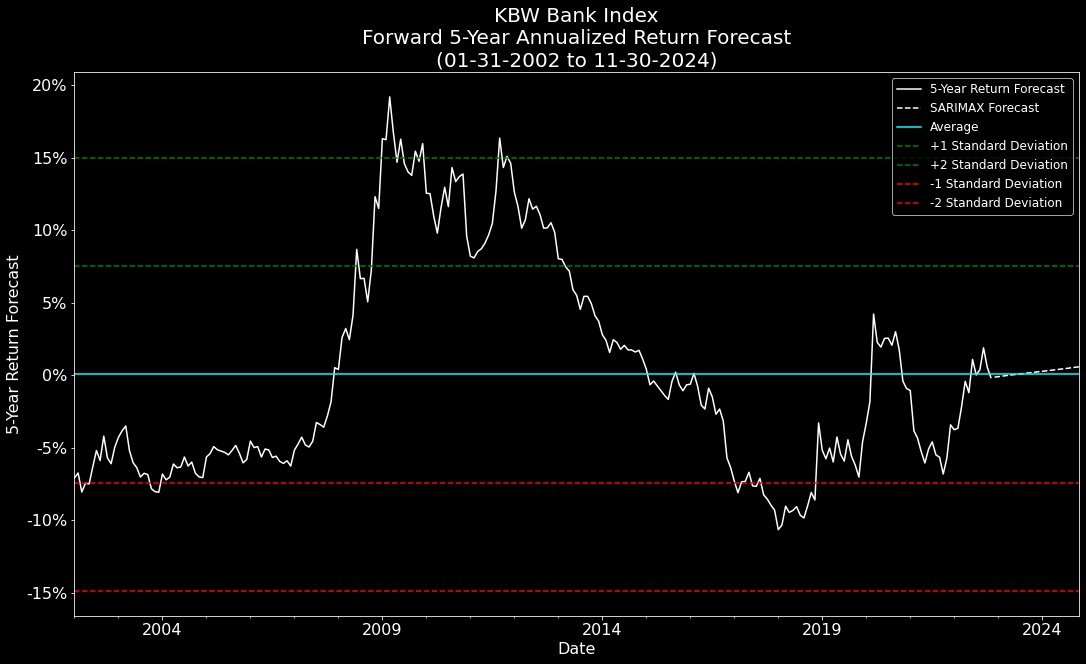 KBW Bank Index
Forward 5-Year Annualized Return Forecast
(01-31-2002 to 11-30-2024)
5-Year Return Forecast
SARIMAX Forecast
Average
+1 Standard Deviation
+2 Standard Deviation
-1 Standard Deviation
-2 Standard Deviation
5-Year Return Forecast
20%
15%
10%
5%
0%
-5%
-10%
-15%
2004
2009
2014
2019
2024
Date